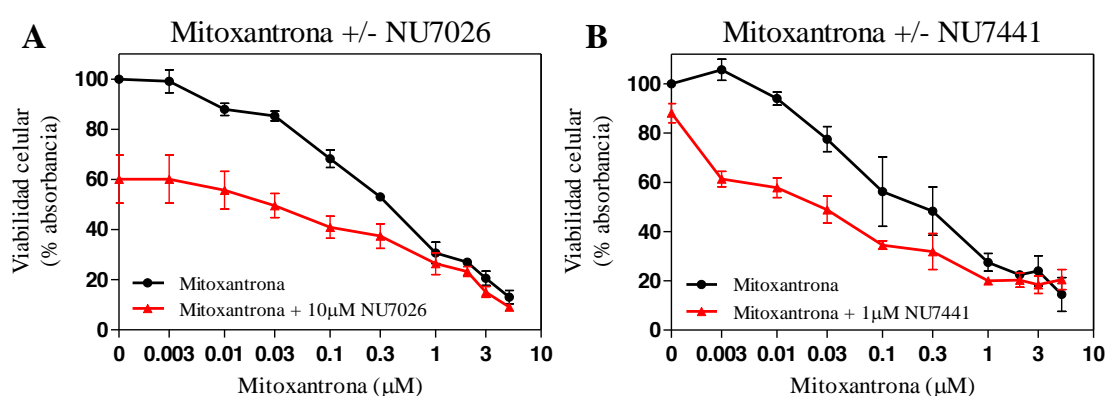 A
Mitoxantrona +/- NU7026
Viabilidad celular
(% absorbancia)
100
80
60
40
20
0
Mitoxantrona
Mitoxantrona + 10μM NU7026
0 0.003 0.01 0.03 0.1 0.3 1 3 10
Mitoxantrona (μM)
B
Mitoxantrona +/- NU7441
Viabilidad celular
(% absorbancia)
100
80
60
40
20
0
Mitoxantrona
Mitoxantrona + 1μM NU7441
0 0.003 0.01 0.03 0.1 0.3 1 3 10
Mitoxantrona (μM)